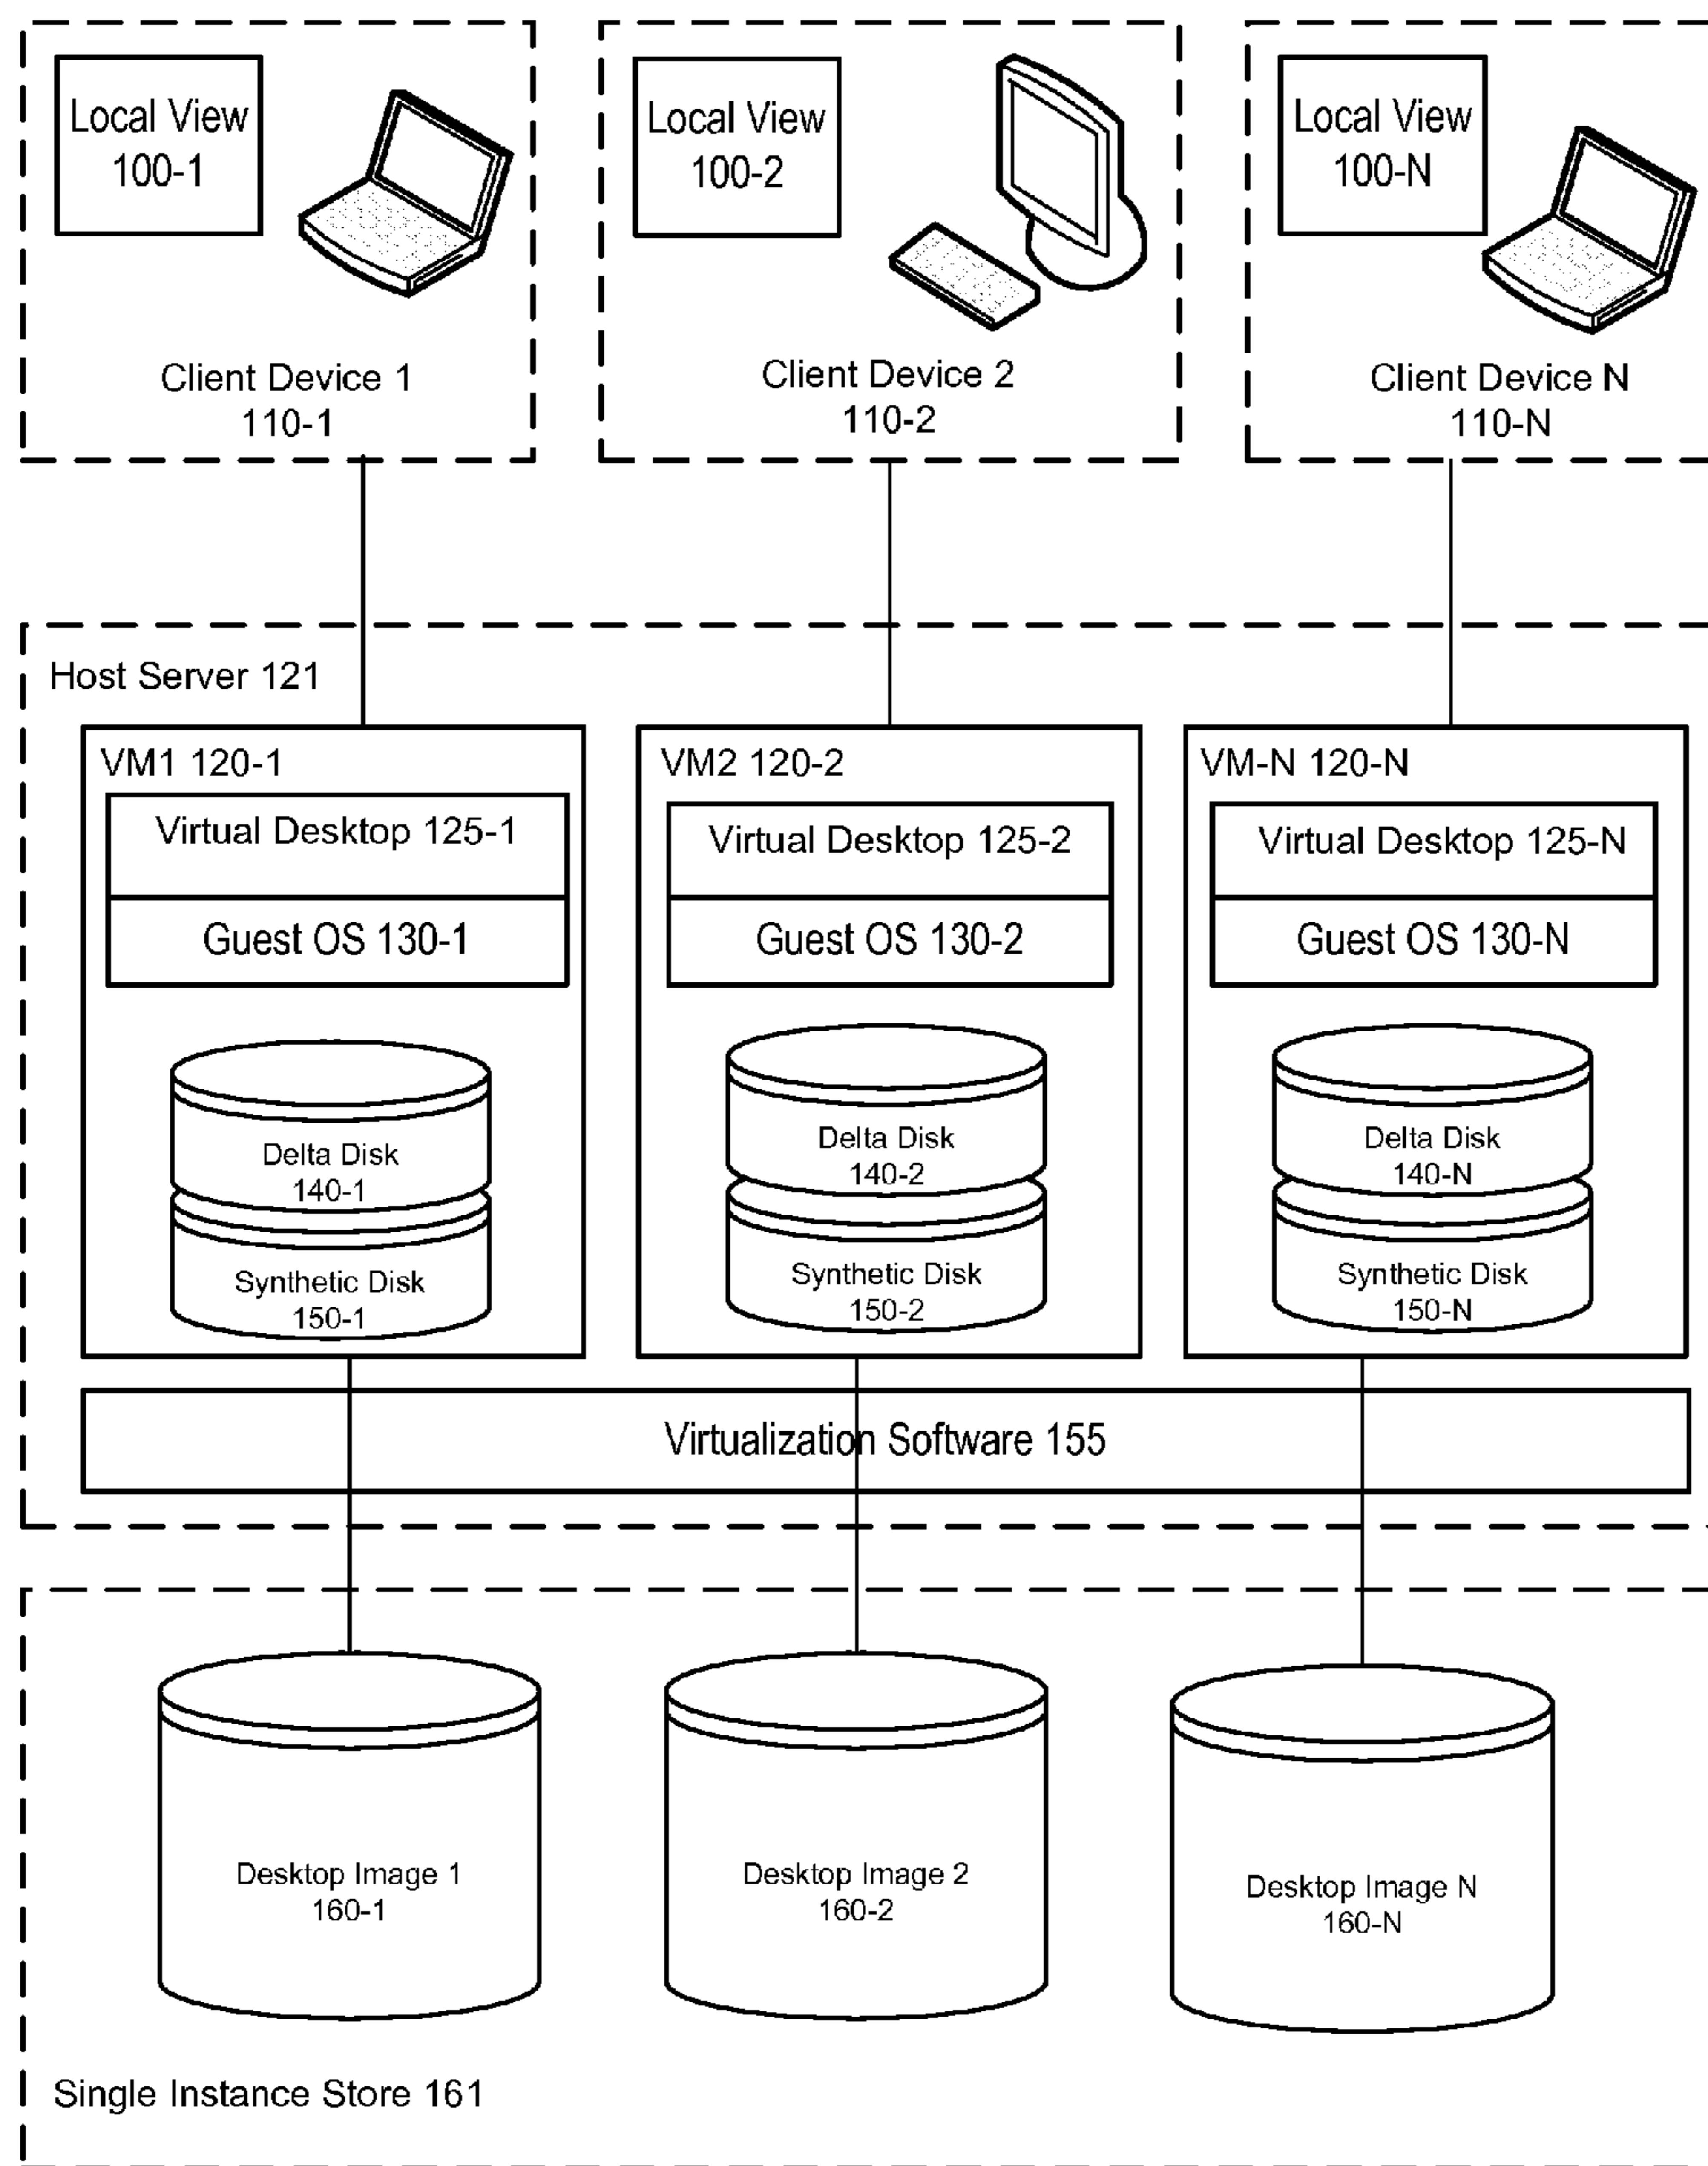 Local View
100-1
Client Device 1
110-1
Local View
100-2
Client Device 2
110-2
Local View
100-N
Client Device N
110-N
Host Server 121
VM1 120-1
Virtual Desktop 125-1
Guest OS 130-1
Delta Disk
140-1
Synthetic Disk
150-1
VM2 120-2
Virtual Desktop 125-2
Guest OS 130-2
Delta Disk
140-2
Synthetic Disk
150-2
VM-N 120-N
Virtual Desktop 125-N
Guest OS 130-N
Delta Disk
140-N
Synthetic Disk
150-N
Virtualization Software 155
Desktop Image 1
160-1
Desktop Image 2
160-2
Desktop Image N
160-N
Single Instance Store 161